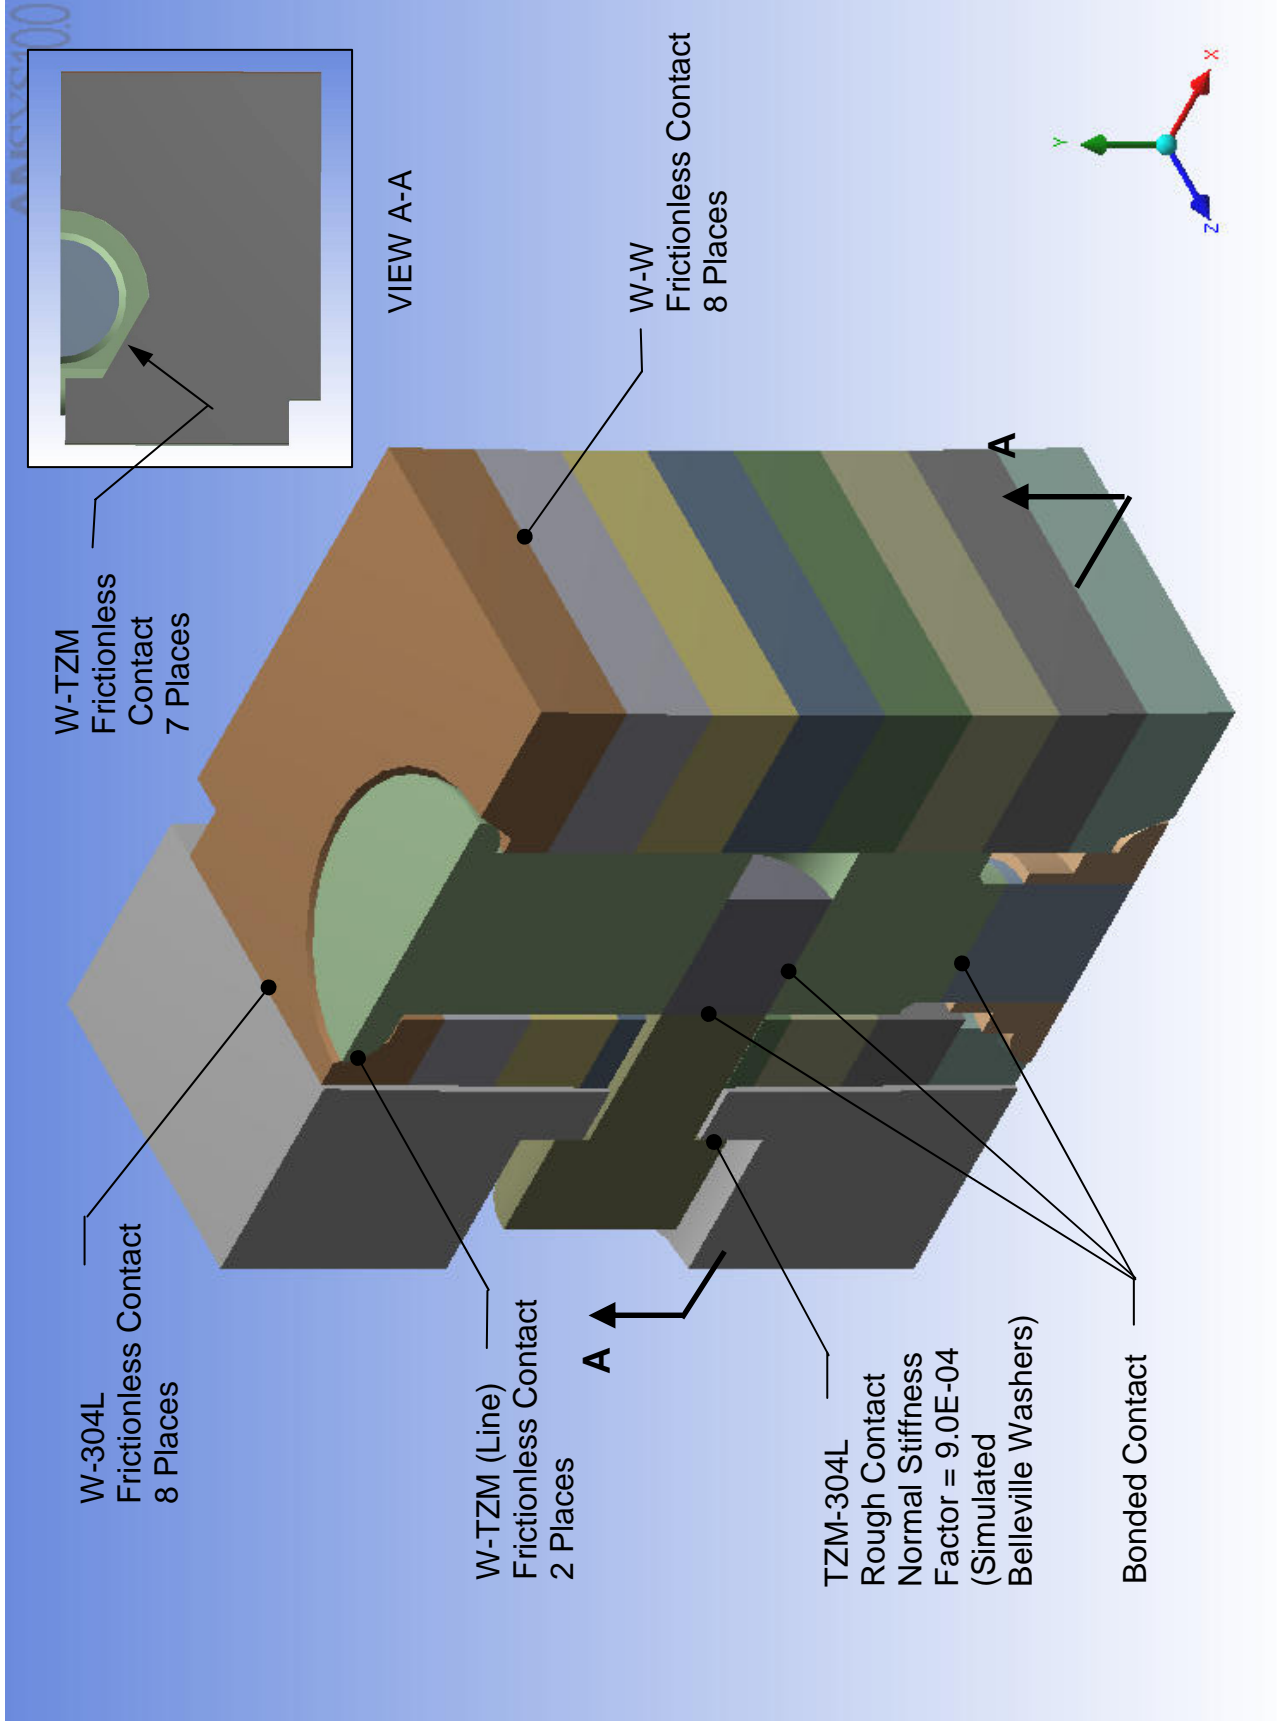 W-304L
Frictionless Contact
8 Places
W-TZM
Frictionless
Contact
7 Places
VIEW A-A
W-TZM (Line)
Frictionless Contact
2 Places
A
W-W
Frictionless Contact
8 Places
TZM-304L
Rough Contact
Normal Stiffness
Factor = 9.0E-04
(Simulated
Belleville Washers)
A
Bonded Contact
Y
X
Z